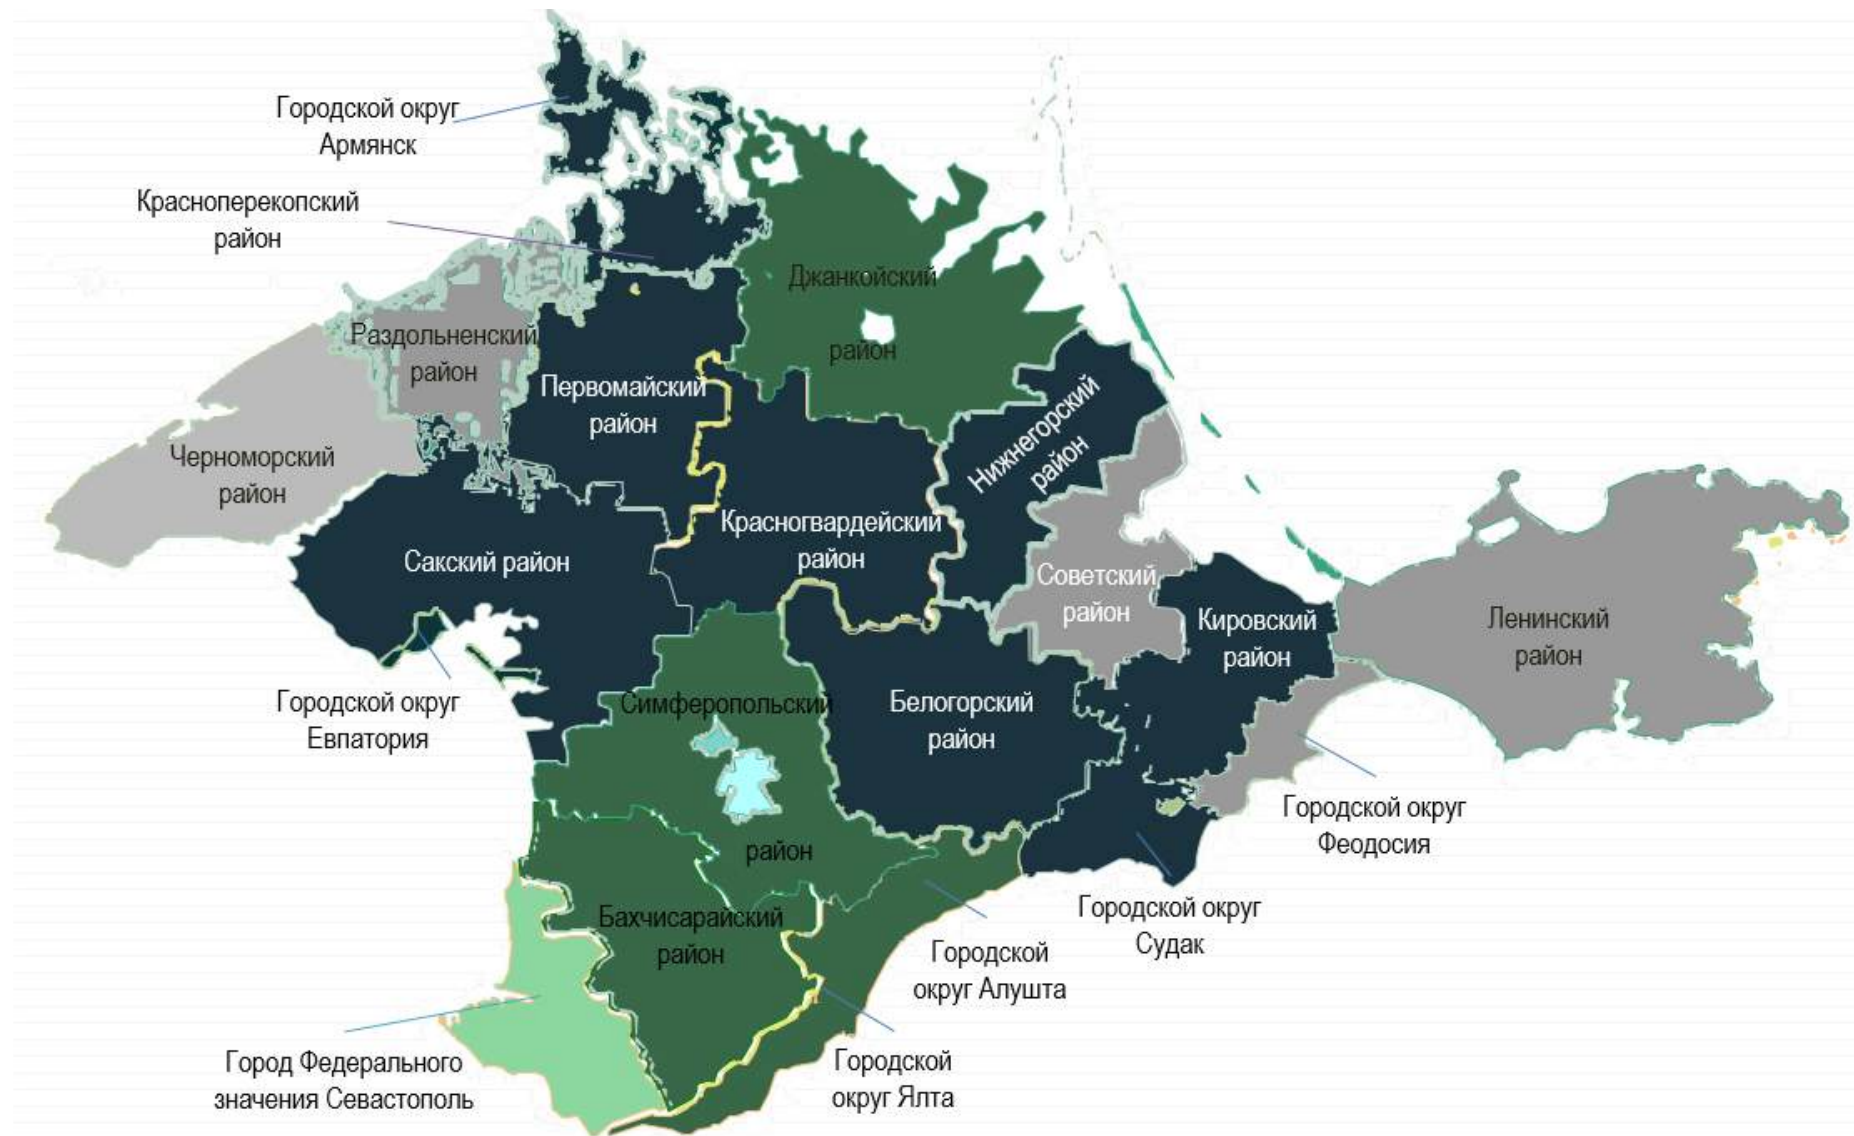 Городской округ
Армянск
Красноперекопский
район
Джанкойский
район
Раздольненский
район
Первомайский
район
Нижнегорский
район
Черноморский
район
Красногвардейский
район
Сакский район
Советский
район
Кировский
район
Ленинский
район
Городской округ
Евпатория
Симферопольский
район
Белогорский
район
Городской округ
Феодосия
Бахчисарайский
район
Городской округ
Судак
Городской
округ Алушта
Город Федерального
значения Севастополь
Городской
округ Ялта